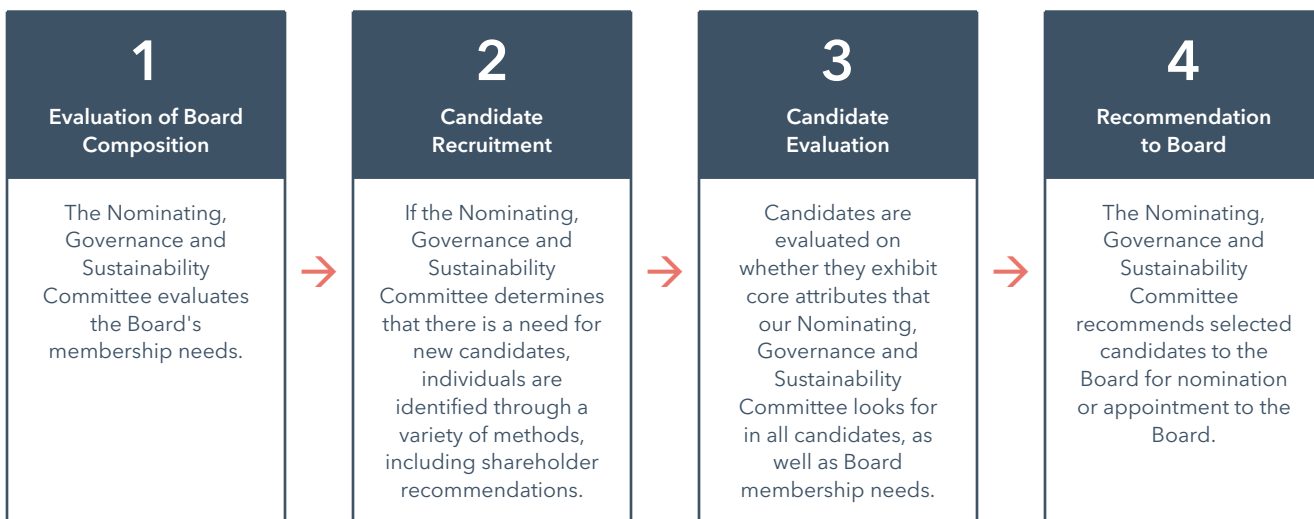 1
Evaluation of Board
Composition
The Nominating,
Governance and
Sustainability
Committee evaluates
the Board's
membership needs.
2
Candidate
Recruitment
If the Nominating,
Governance and
Sustainability
Committee determines
that there is a need for
new candidates,
individuals are
identified through a
variety of methods,
including shareholder
recommendations.
3
Candidate
Evaluation
Candidates are
evaluated on
whether they exhibit
core attributes that
our Nominating,
Governance and
Sustainability
Committee looks for
in all candidates, as
well as Board
membership needs.
4
Recommendation
to Board
The Nominating,
Governance and
Sustainability
Committee
recommends selected
candidates to the
Board for nomination
or appointment to the
Board.